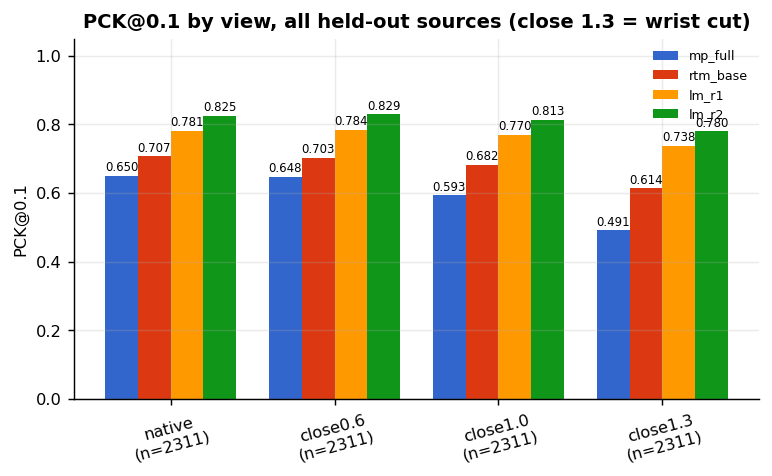 PCK@0.1 by view, all held-out sources (close 1.3 = wrist cut)
mp_full
rtm_base
lm_r1
lm_r2
PCK@0.1
1.0
0.8
0.6
0.4
0.2
0.0
0.650
0.707
0.781
0.825
0.648
0.703
0.784
0.829
0.593
0.682
0.770
0.813
0.491
0.614
0.738
0.780
native
(n=2311)
close0.6
(n=2311)
close1.0
(n=2311)
close1.3
(n=2311)